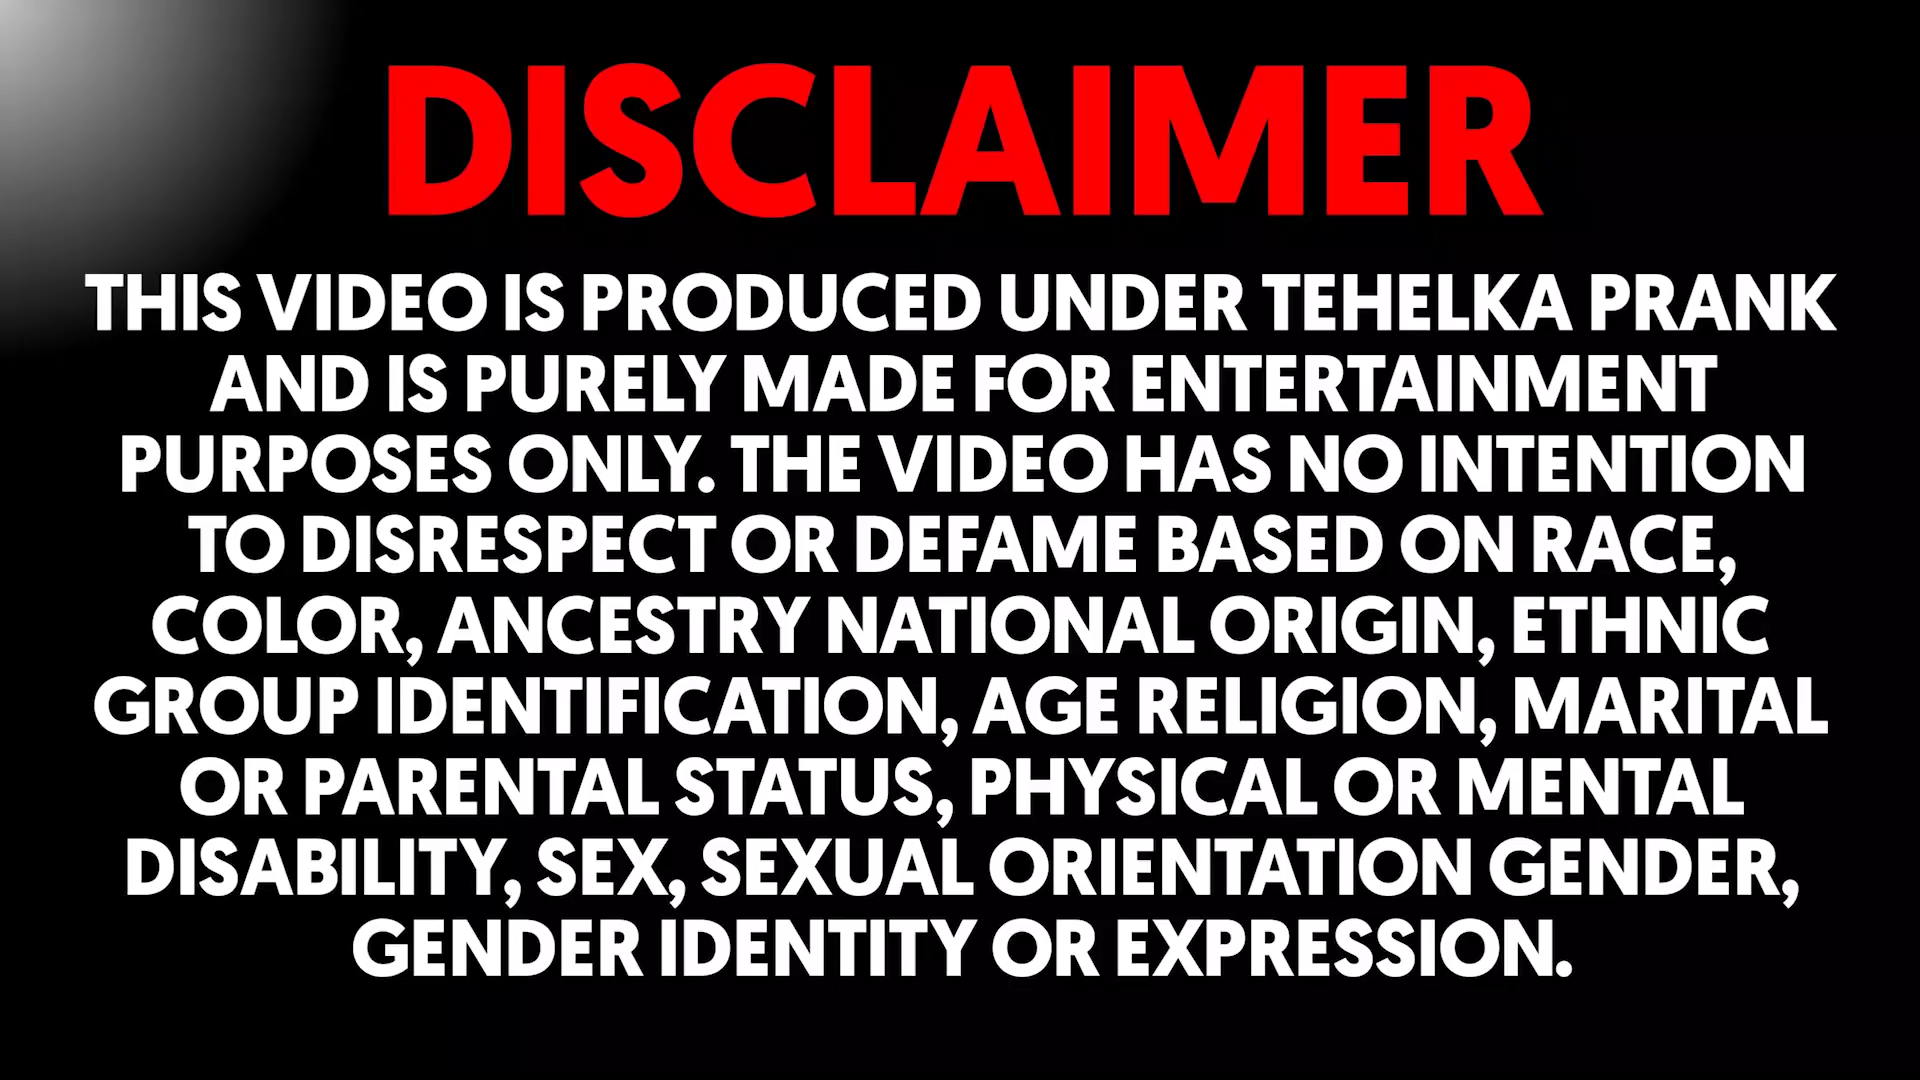 DISCLAIMER
THIS VIDEO IS PRODUCED UNDER TEHELKA PRANK
AND IS PURELY MADE FOR ENTERTAINMENT
PURPOSES ONLY. THE VIDEO HAS NO INTENTION
TO DISRESPECT OR DEFAME BASED ON RACE,
COLOR, ANCESTRY NATIONAL ORIGIN, ETHNIC
GROUP IDENTIFICATION, AGE RELIGION, MARITAL
OR PARENTAL STATUS, PHYSICAL OR MENTAL
DISABILITY, SEX, SEXUAL ORIENTATION GENDER,
GENDER IDENTITY OR EXPRESSION.